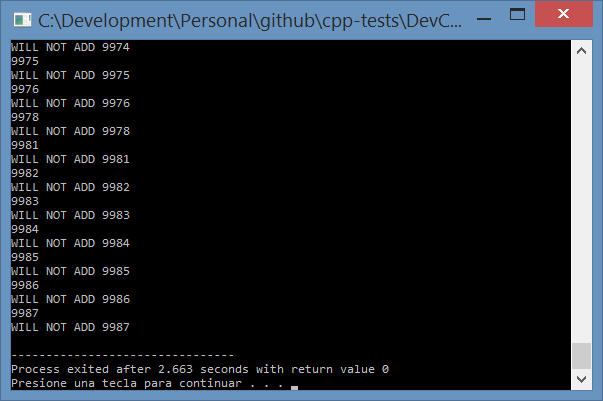 C:\Development\Personal\github\cpp-tests\DevC...
WILL NOT ADD 9974
9975
WILL NOT ADD 9975
9976
WILL NOT ADD 9976
9978
WILL NOT ADD 9978
9981
WILL NOT ADD 9981
9982
WILL NOT ADD 9982
9983
WILL NOT ADD 9983
9984
WILL NOT ADD 9984
9985
WILL NOT ADD 9985
9986
WILL NOT ADD 9986
9987
WILL NOT ADD 9987
--------------------------------
Process exited after 2.663 seconds with return value 0
Presione una tecla para continuar . . .